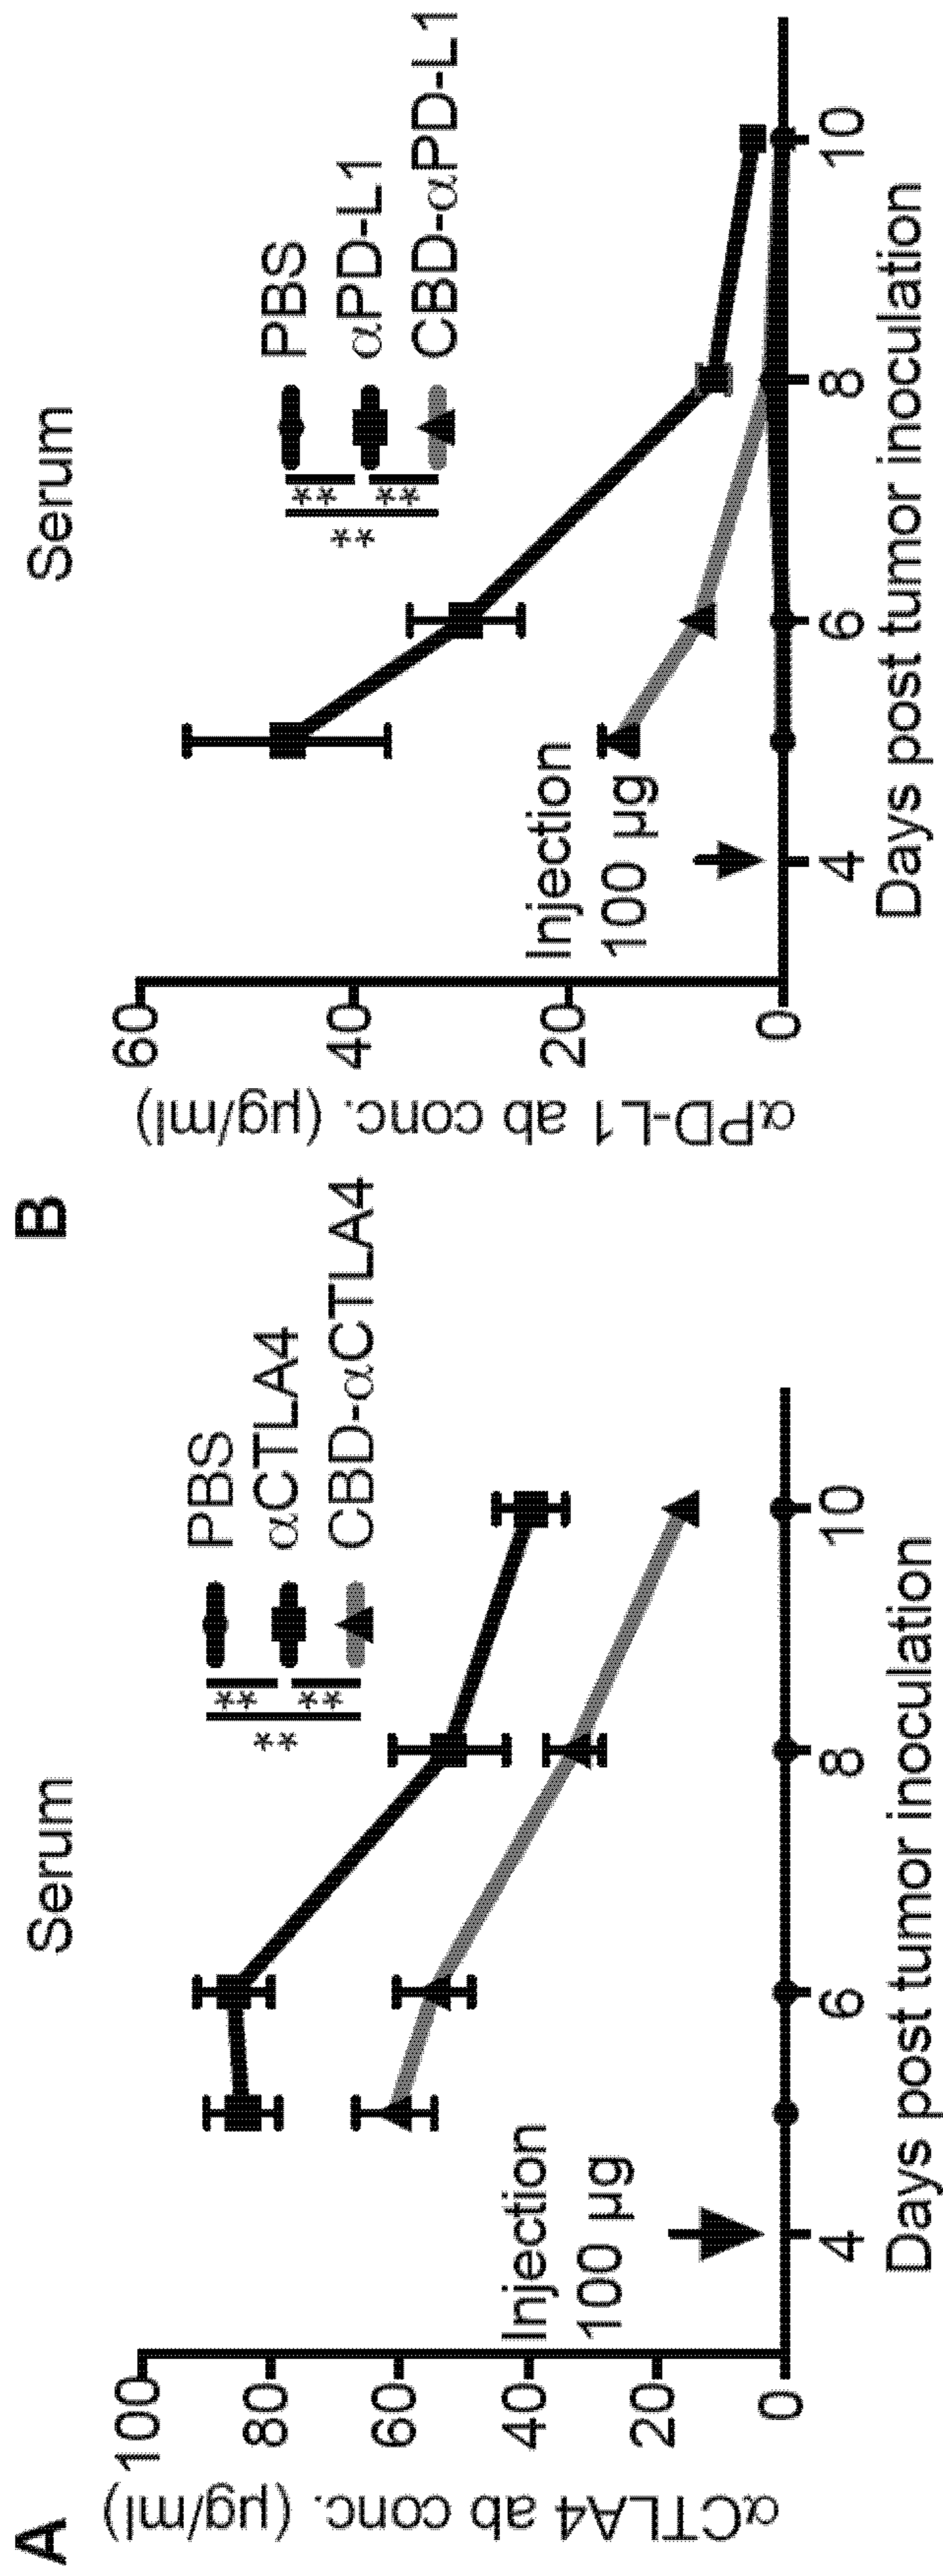 A
Serum
αCTLA4 ab conc. (μg/ml)
100
80
60
40
20
0
Injection
100 μg
**
**
**
PBS
αCTLA4
CBD-αCTLA4
4
6
8
10
Days post tumor inoculation
B
Serum
αPD-L1 ab conc. (μg/ml)
60
40
20
0
Injection
100 μg
**
**
**
PBS
αPD-L1
CBD-αPD-L1
4
6
8
10
Days post tumor inoculation